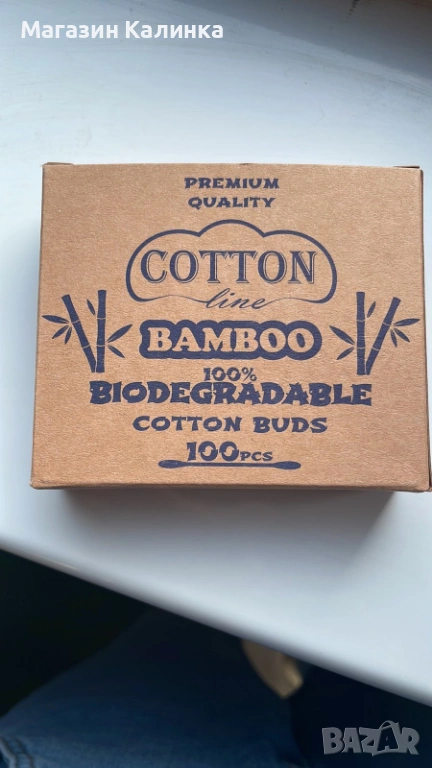 Магазин Калинка
PREMIUM
QUALITY
COTTON
line
BAMBOO
100%
BIODEGRADABLE
COTTON BUDS
100PCS
BAZAR